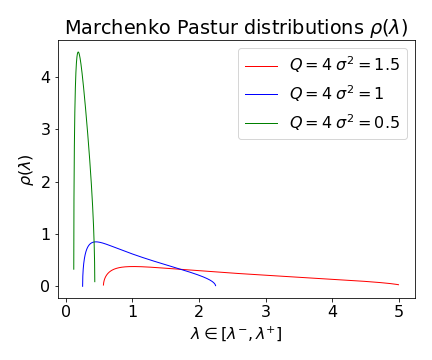 Marchenko Pastur distributions ρ(λ)
Q = 4 σ² = 1.5
Q = 4 σ² = 1
Q = 4 σ² = 0.5
ρ(λ)
4
3
2
1
0
0 1 2 3 4 5
λ ∈ [λ⁻, λ⁺]